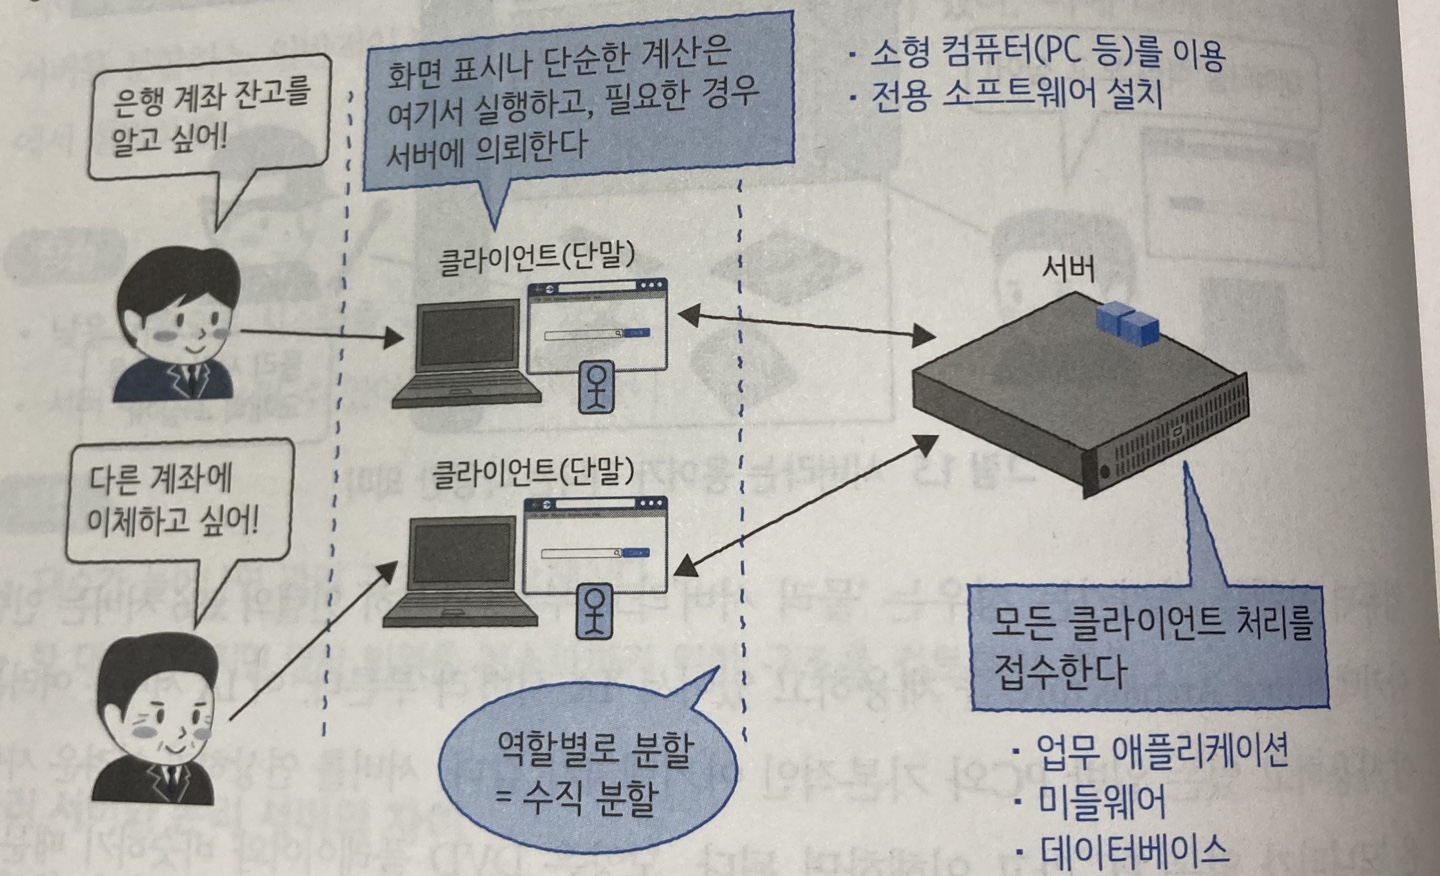 은행 계좌 잔고를
알고 싶어!
화면 표시나 단순한 계산은
여기서 실행하고, 필요한 경우
서버에 의뢰한다
· 소형 컴퓨터(PC 등)를 이용
· 전용 소프트웨어 설치
클라이언트(단말)
서버
다른 계좌에
이체하고 싶어!
클라이언트(단말)
모든 클라이언트 처리를
접수한다
역할별로 분할
= 수직 분할
· 업무 애플리케이션
· 미들웨어
· 데이터베이스